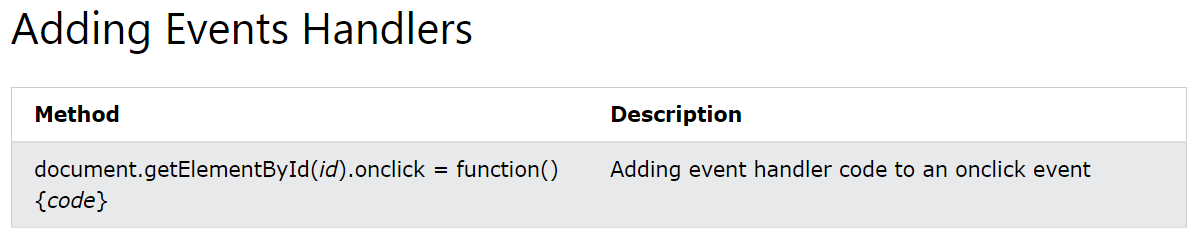 Adding Events Handlers
Method Description
document.getElementById(id).onclick = function() Adding event handler code to an onclick event
{code}